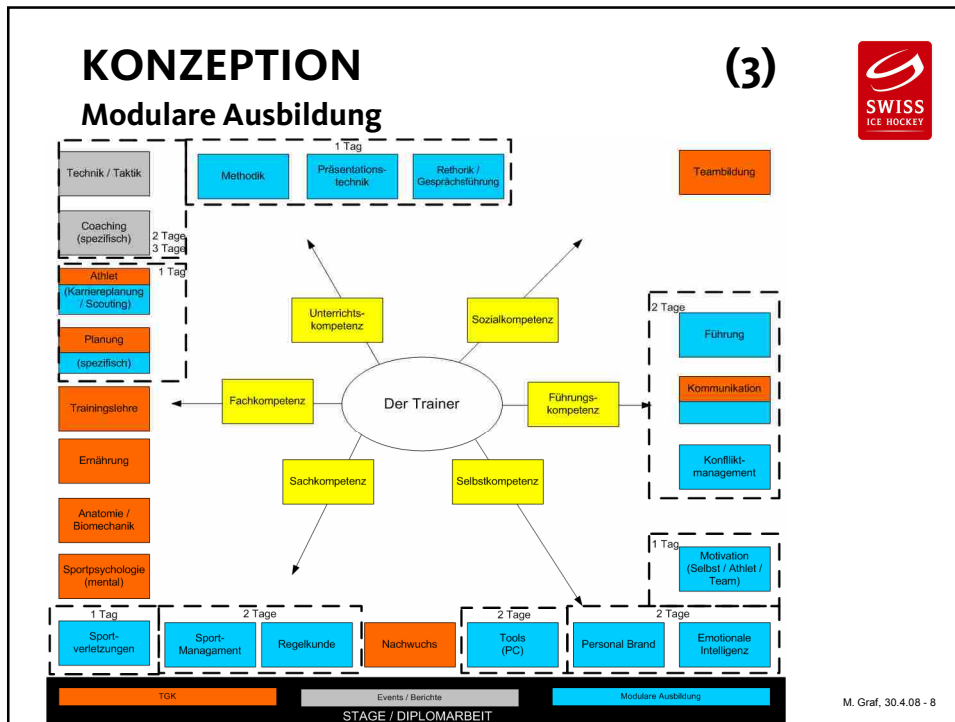 KONZEPTION (3)
Modulare Ausbildung
SWISS
ICE HOCKEY
1 Tag
Technik / Taktik
Methodik
Präsentations-
technik
Rethorik /
Gesprächsführung
Teambildung
Coaching
(spezifisch)
2 Tage
3 Tage
1 Tag
Athlet
(Karriereplanung
/ Scouting)
Planung
(spezifisch)
Unterrichts-
kompetenz
Sozialkompetenz
2 Tage
Führung
Kommunikation
Konflliktmanagement
Trainingslehre
Fachkompetenz
Der Trainer
Führungs-
kompetenz
Ernährung
Sachkompetenz
Selbstkompetenz
Anatomie /
Biomechanik
Sportpsychologie
(mental)
1 Tag
Motivation
(Selbst / Athlet /
Team)
1 Tag
Sport-
verletzungen
2 Tage
Sport-
Managament
Regelkunde
Nachwuchs
2 Tage
Tools
(PC)
2 Tage
Personal Brand
Emotionale
Intelligenz
TGK
Events / Berichte
Modulare Ausbildung
STAGE / DIPLOMARBEIT
M. Graf, 30.4.08 - 8